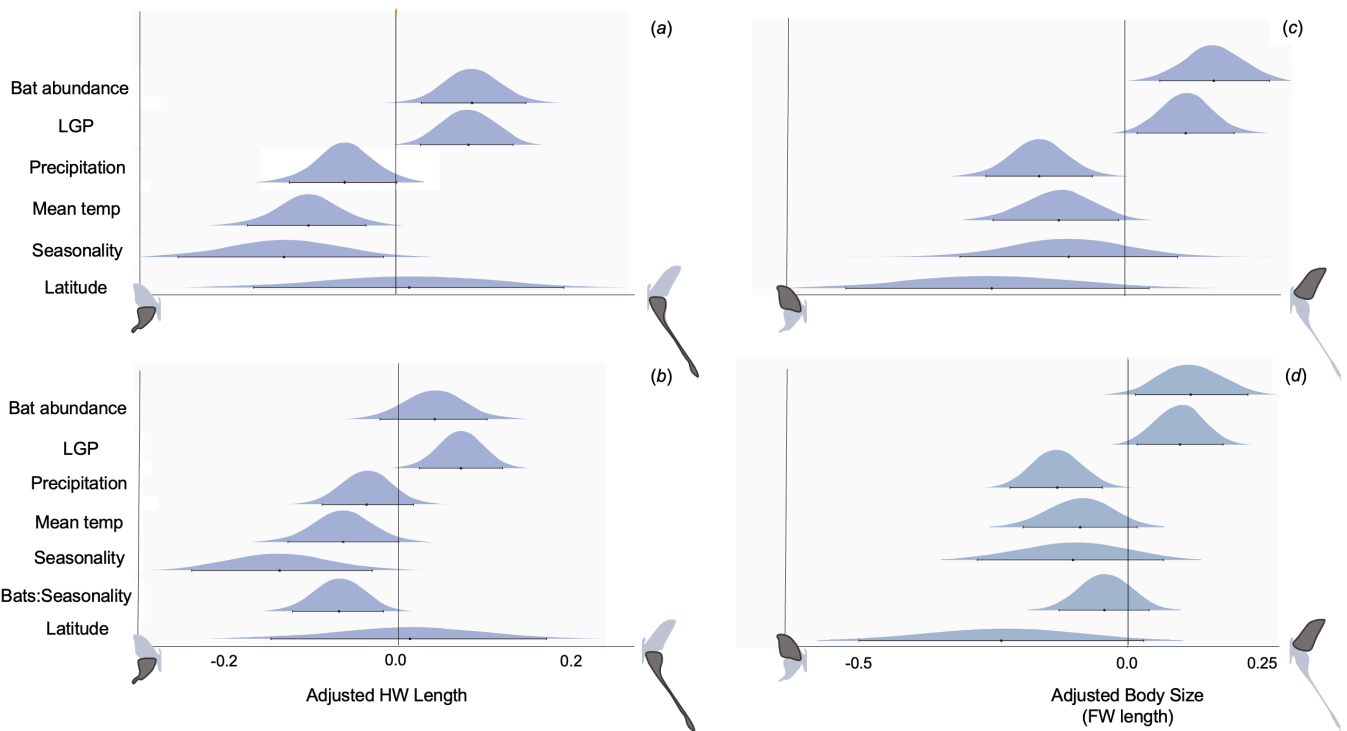 (a)
Bat abundance
LGP
Precipitation
Mean temp
Seasonality
Latitude
(c)
(b)
Bat abundance
LGP
Precipitation
Mean temp
Seasonality
Bats:Seasonality
Latitude
-0.2 0.0 0.2
Adjusted HW Length
(d)
-0.5 0.0 0.25
Adjusted Body Size
(FW length)